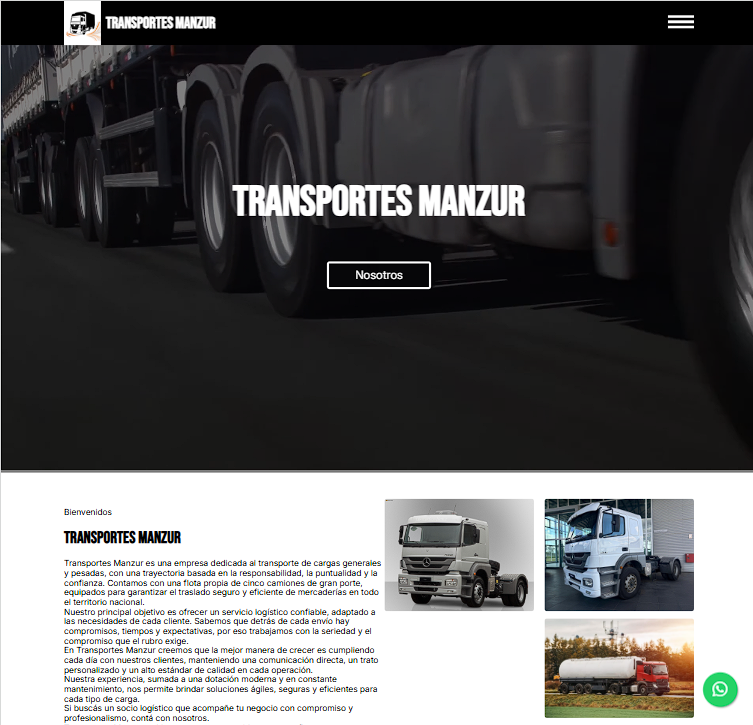 TRANSPORTES MANZUR
TRANSPORTES MANZUR
Nosotros
Bienvenidos
TRANSPORTES MANZUR
Transportes Manzur es una empresa dedicada al transporte de cargas generales
y pesadas, con una trayectoria basada en la responsabilidad, la puntualidad y la
confianza. Contamos con una flota propia de cinco camiones de gran porte,
equipados para garantizar el traslado seguro y eficiente de mercaderías en todo
el territorio nacional.
Nuestro principal objetivo es ofrecer un servicio logístico confiable, adaptado a
las necesidades de cada cliente. Sabemos que detrás de cada envío hay
compromisos, tiempos y expectativas, por eso trabajamos con la seriedad y el
compromiso que el rubro exige.
En Transportes Manzur creemos que la mejor manera de crecer es cumpliendo
cada día con nuestros clientes, manteniendo una comunicación directa, un trato
personalizado y un alto estándar de calidad en cada operación.
Nuestra experiencia, sumada a una dotación moderna y en constante
mantenimiento, nos permite brindar soluciones ágiles, seguras y eficientes para
cada tipo de carga.
Si buscás un socio logístico que acompañe tu negocio con compromiso y
profesionalismo, contá con nosotros.